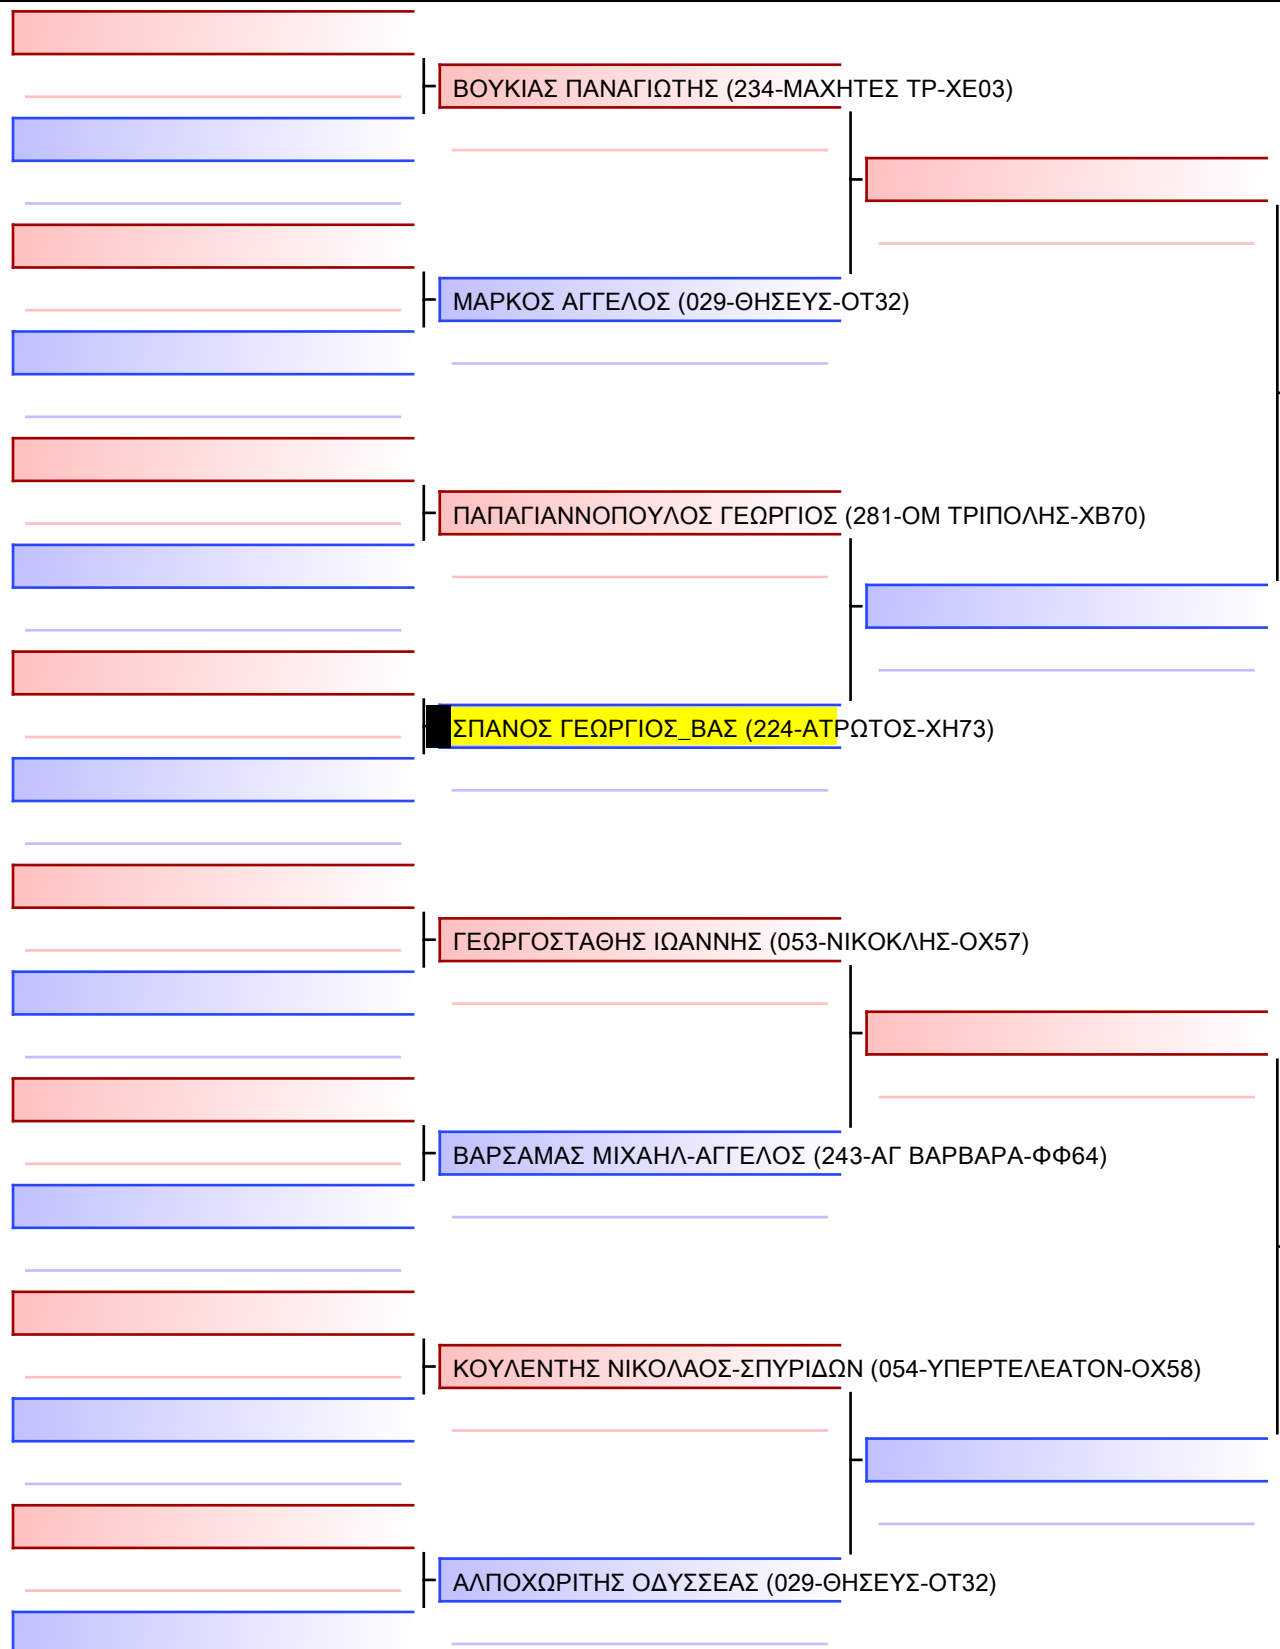 ΒΟΥΚΙΑΣ ΠΑΝΑΓΙΩΤΗΣ (234-ΜΑΧΗΤΕΣ ΤΡ-ΧΕ03)
ΜΑΡΚΟΣ ΑΓΓΕΛΟΣ (029-ΘΗΣΕΥΣ-ΟΤ32)
ΠΑΠΑΓΙΑΝΝΟΠΟΥΛΟΣ ΓΕΩΡΓΙΟΣ (281-ΟΜ ΤΡΙΠΟΛΗΣ-ΧΒ70)
ΣΠΑΝΟΣ ΓΕΩΡΓΙΟΣ_ΒΑΣ (224-ΑΤΡΩΤΟΣ-ΧΗ73)
ΓΕΩΡΓΟΣΤΑΘΗΣ ΙΩΑΝΝΗΣ (053-ΝΙΚΟΚΛΗΣ-ΟΧ57)
ΒΑΡΣΑΜΑΣ ΜΙΧΑΗΛ-ΑΓΓΕΛΟΣ (243-ΑΓ ΒΑΡΒΑΡΑ-ΦΦ64)
ΚΟΥΛΕΝΤΗΣ ΝΙΚΟΛΑΟΣ-ΣΠΥΡΙΔΩΝ (054-ΥΠΕΡΤΕΛΕΑΤΟΝ-ΟΧ58)
ΑΛΠΟΧΩΡΙΤΗΣ ΟΔΥΣΣΕΑΣ (029-ΘΗΣΕΥΣ-ΟΤ32)